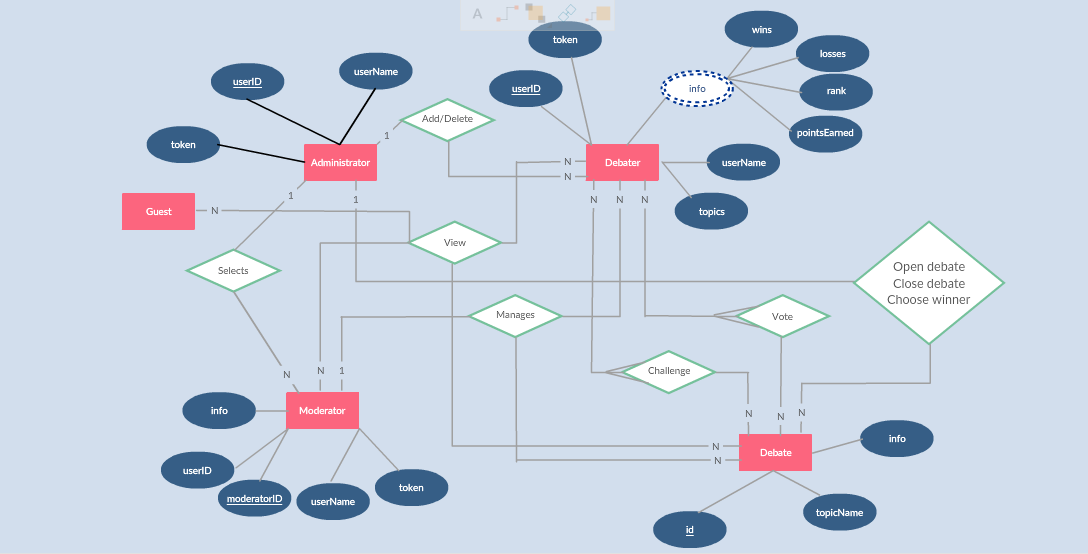 A
token
wins
losses
info
rank
pointsEarned
userID
userName
userID
token
Add/Delete
1
Administrator
Debater
N
N
userName
topics
1
1
N
N
N
Guest
N
View
Selects
Open debate
Close debate
Choose winner
Manages
Vote
Challenge
N
N
1
info
Moderator
N
N
N
userID
moderatorID
userName
token
N
N
Debate
info
id
topicName